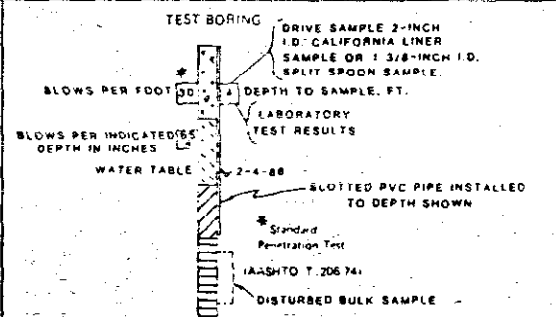 TEST BORING
DRIVE SAMPLE 2-INCH
I.D. CALIFORNIA LINER
SAMPLE OR 1 3/8-INCH I.D.
SPLIT SPOON SAMPLE.
*
BLOWS PER FOOT 30 4 DEPTH TO SAMPLE, FT.
LABORATORY
TEST RESULTS
BLOWS PER INDICATED
DEPTH IN INCHES
WATER TABLE 2-4-88
SLOTTED PVC PIPE INSTALLED
TO DEPTH SHOWN
* Standard
Penetration Test
(AASHTO T.206 74)
DISTURBED BULK SAMPLE